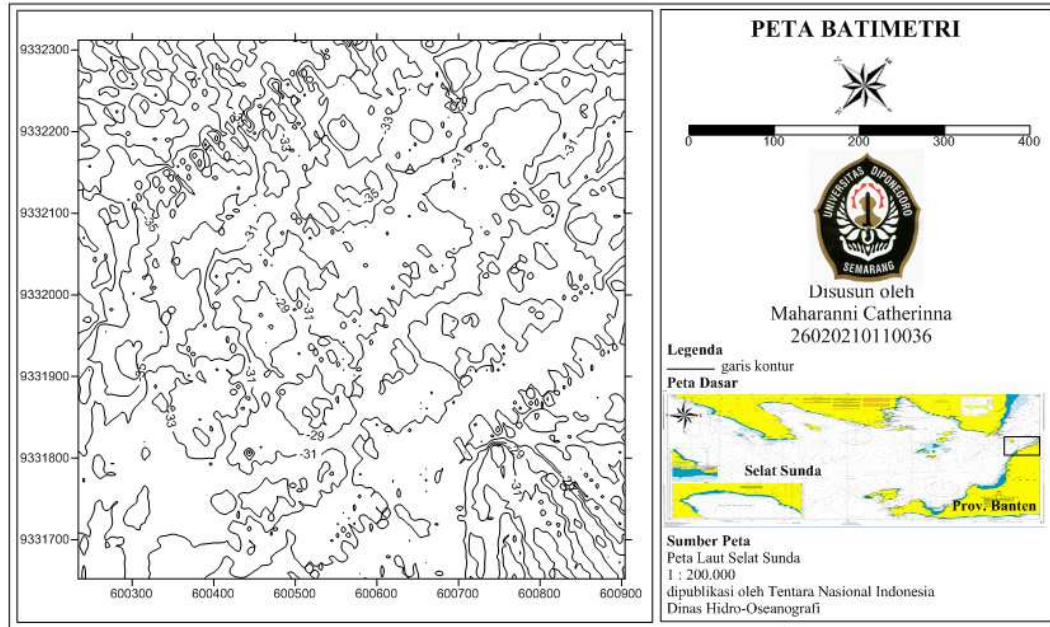 PETA BATIMETRI
0 100 200 300 400
UNIVERSITAS DIPONEGORO
SEMARANG
Disusun oleh
Maharanni Catherinna
26020210110036
Legenda
garis kontur
Peta Dasar
Selat Sunda
Prov. Banten
Sumber Peta
Peta Laut Selat Sunda
1 : 200.000
dipublikasi oleh Tentara Nasional Indonesia
Dinas Hidro-Oseanografi
9332300
9332200
9332100
9332000
9331900
9331800
9331700
600300 600400 600500 600600 600700 600800 600900
-33
-33
-31
-31
-35
-35
-31
-29
-31
-31
-33
-29
-31
-31